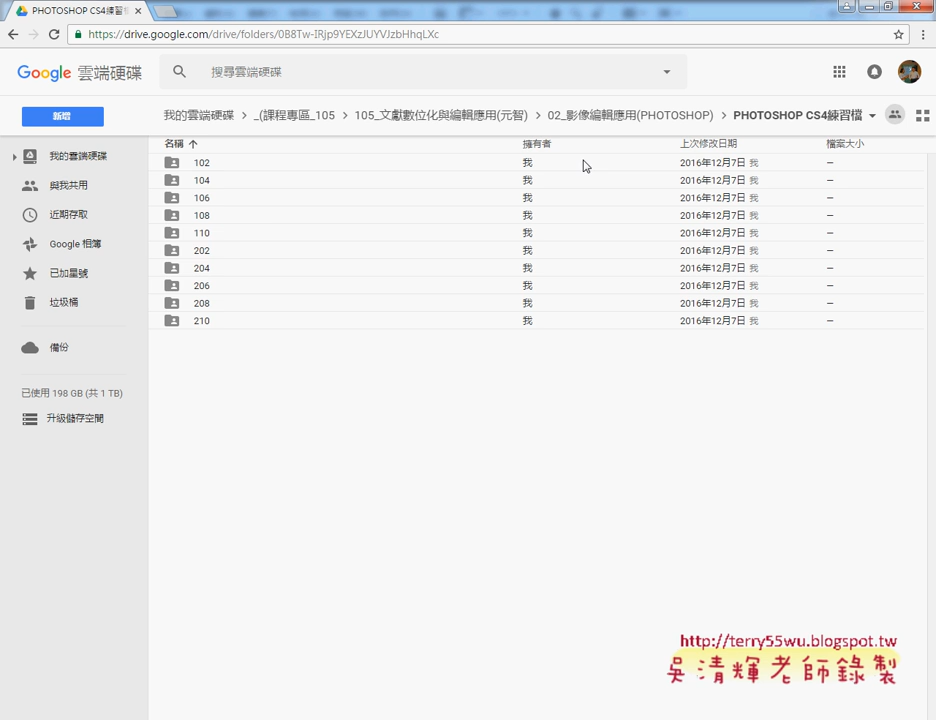 PHOTOSHOP CS4練習
https://drive.google.com/drive/folders/0B8Tw-IRjp9YEXzJUYVJzbHhqLXc
Google 雲端硬碟
搜尋雲端硬碟
新增
我的雲端硬碟 > _(課程專區_105 > 105_文獻數位化與編輯應用(元智) > 02_影像編輯應用(PHOTOSHOP) > PHOTOSHOP CS4練習檔
名稱 擁有者 上次修改日期 檔案大小
我的雲端硬碟
與我共用
近期存取
Google 相簿
已加星號
垃圾桶
備份
已使用 198 GB (共 1 TB)
升級儲存空間
102 我 2016年12月7日 我 –
104 我 2016年12月7日 我 –
106 我 2016年12月7日 我 –
108 我 2016年12月7日 我 –
110 我 2016年12月7日 我 –
202 我 2016年12月7日 我 –
204 我 2016年12月7日 我 –
206 我 2016年12月7日 我 –
208 我 2016年12月7日 我 –
210 我 2016年12月7日 我 –
http://terry55wu.blogspot.tw
吳清輝老師錄製